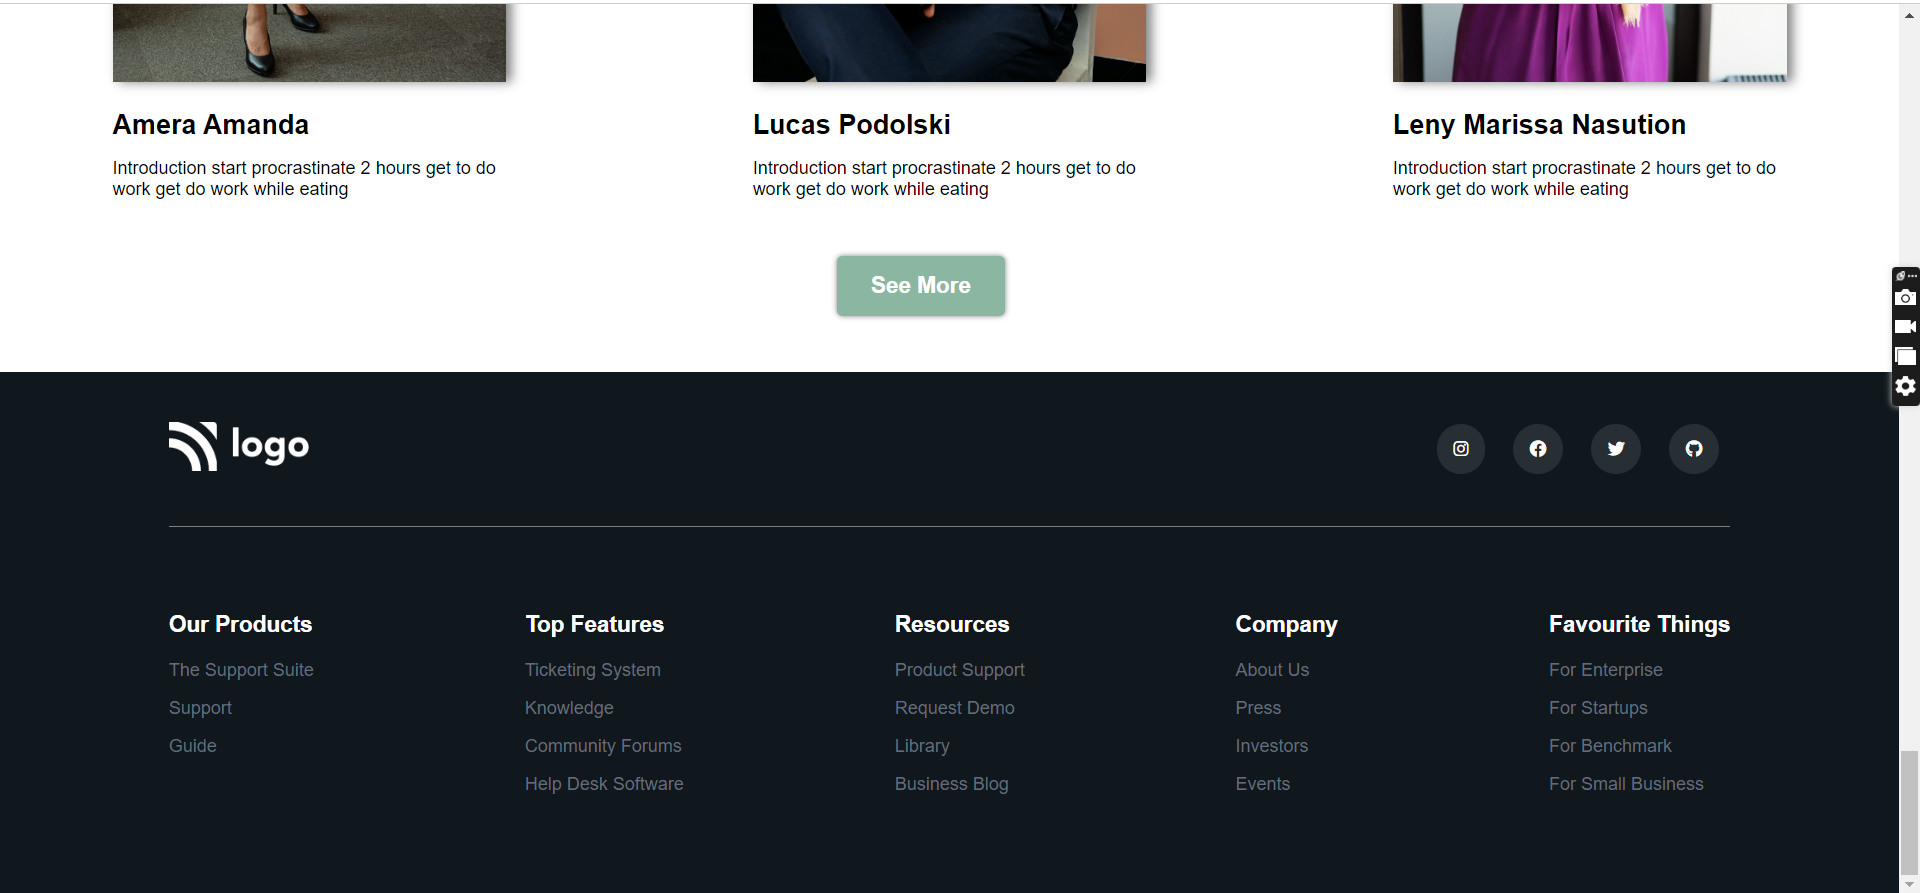 Amera Amanda
Introduction start procrastinate 2 hours get to do
work get do work while eating
Lucas Podolski
Introduction start procrastinate 2 hours get to do
work get do work while eating
Leny Marissa Nasution
Introduction start procrastinate 2 hours get to do
work get do work while eating
See More
logo
Our Products
The Support Suite
Support
Guide
Top Features
Ticketing System
Knowledge
Community Forums
Help Desk Software
Resources
Product Support
Request Demo
Library
Business Blog
Company
About Us
Press
Investors
Events
Favourite Things
For Enterprise
For Startups
For Benchmark
For Small Business